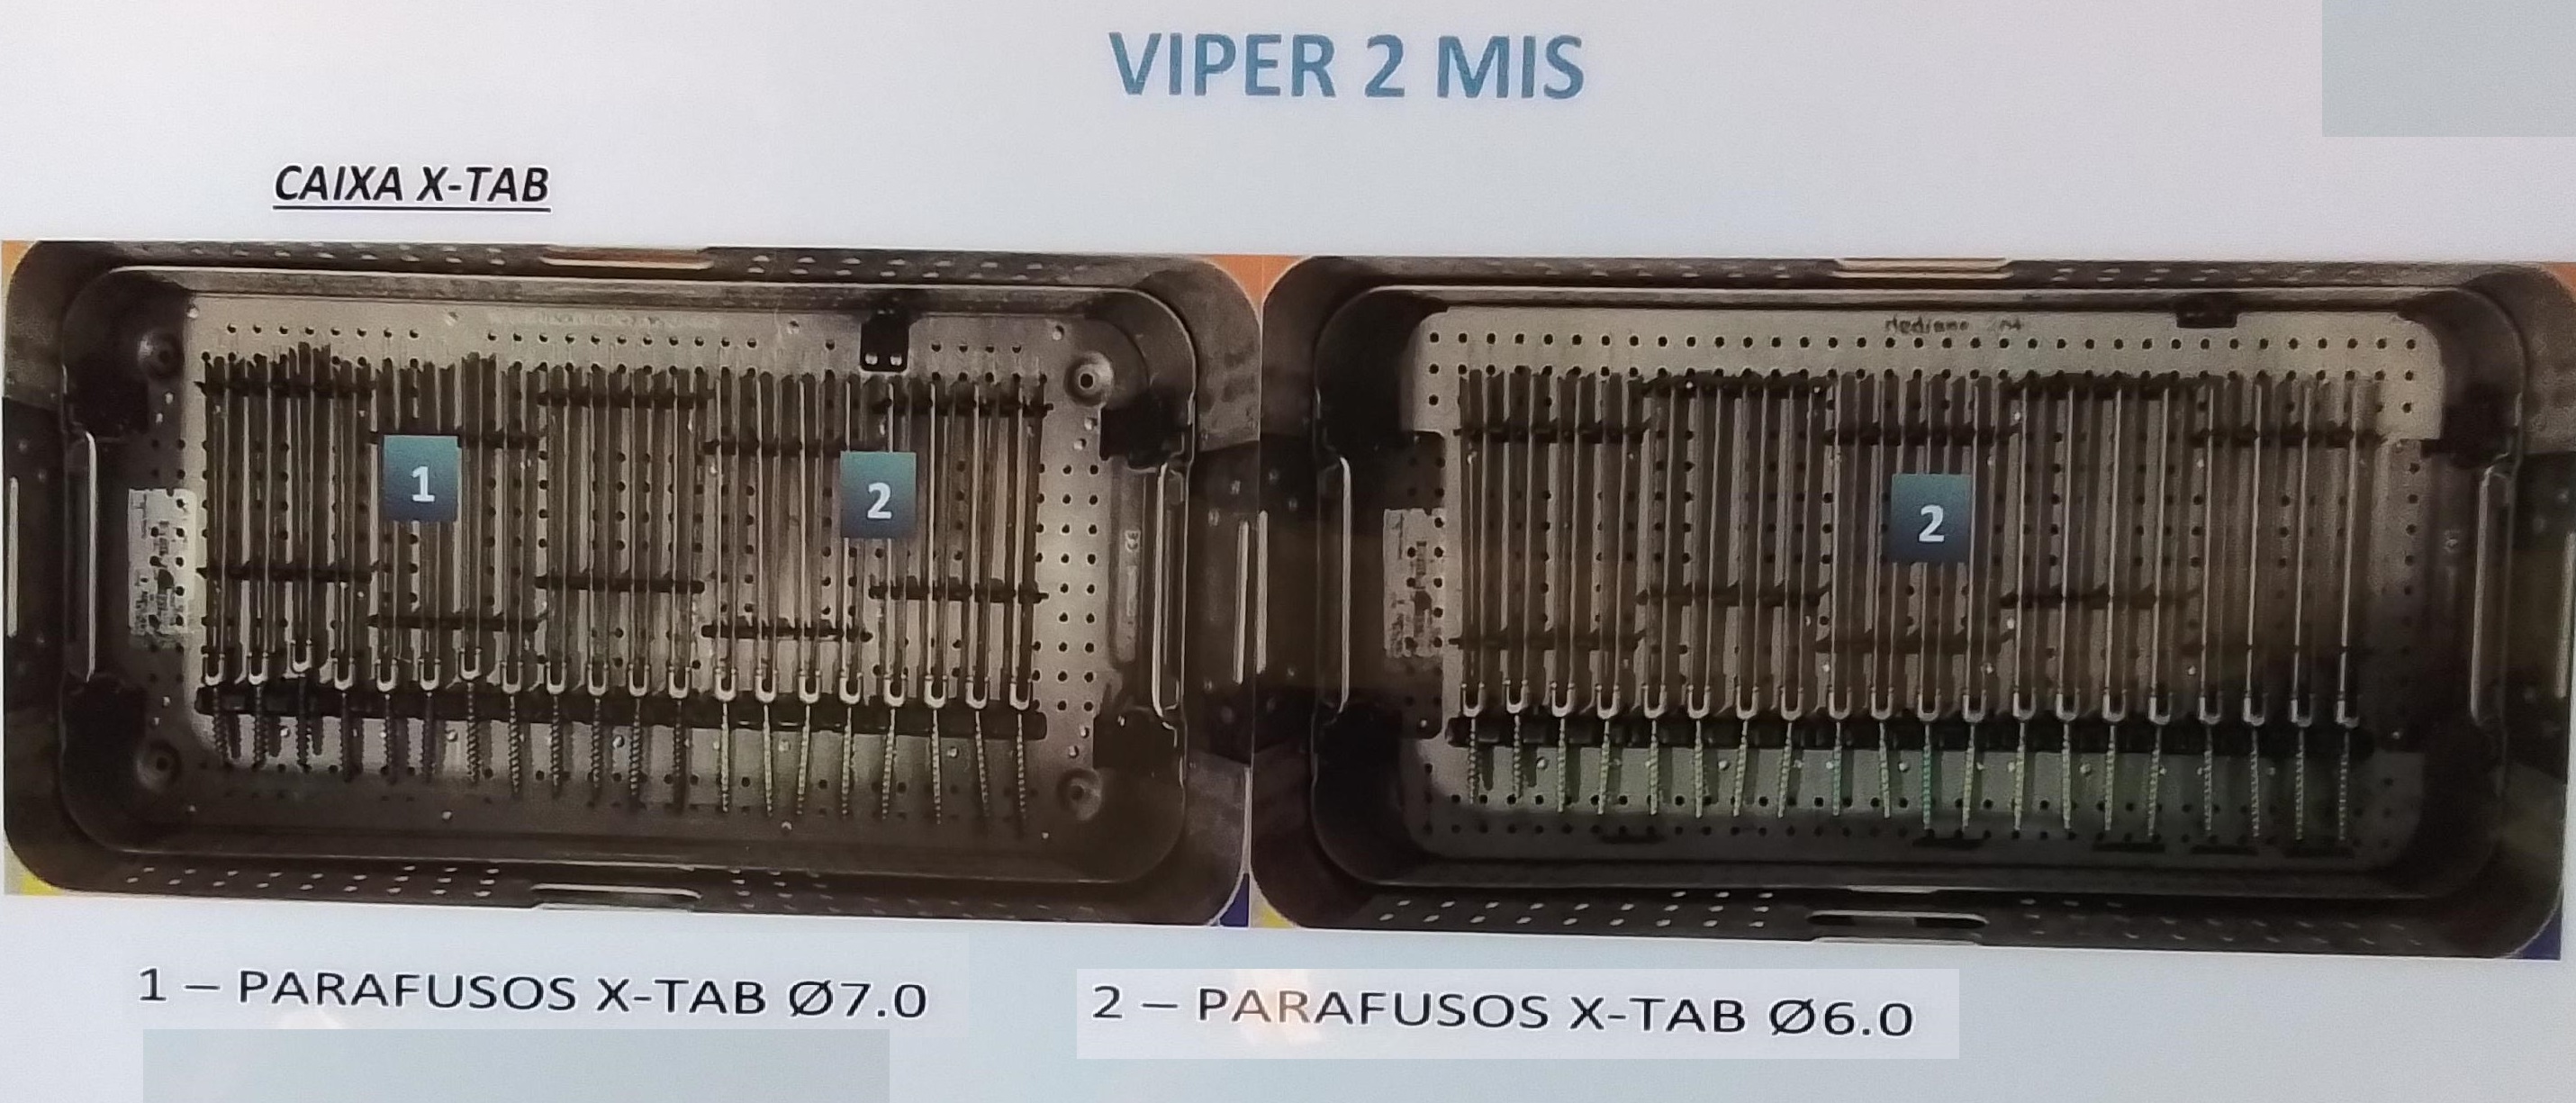 VIPER 2 MIS
CAIXA X-TAB
1
2
2
1 – PARAFUSOS X-TAB Ø7.0
2 – PARAFUSOS X-TAB Ø6.0